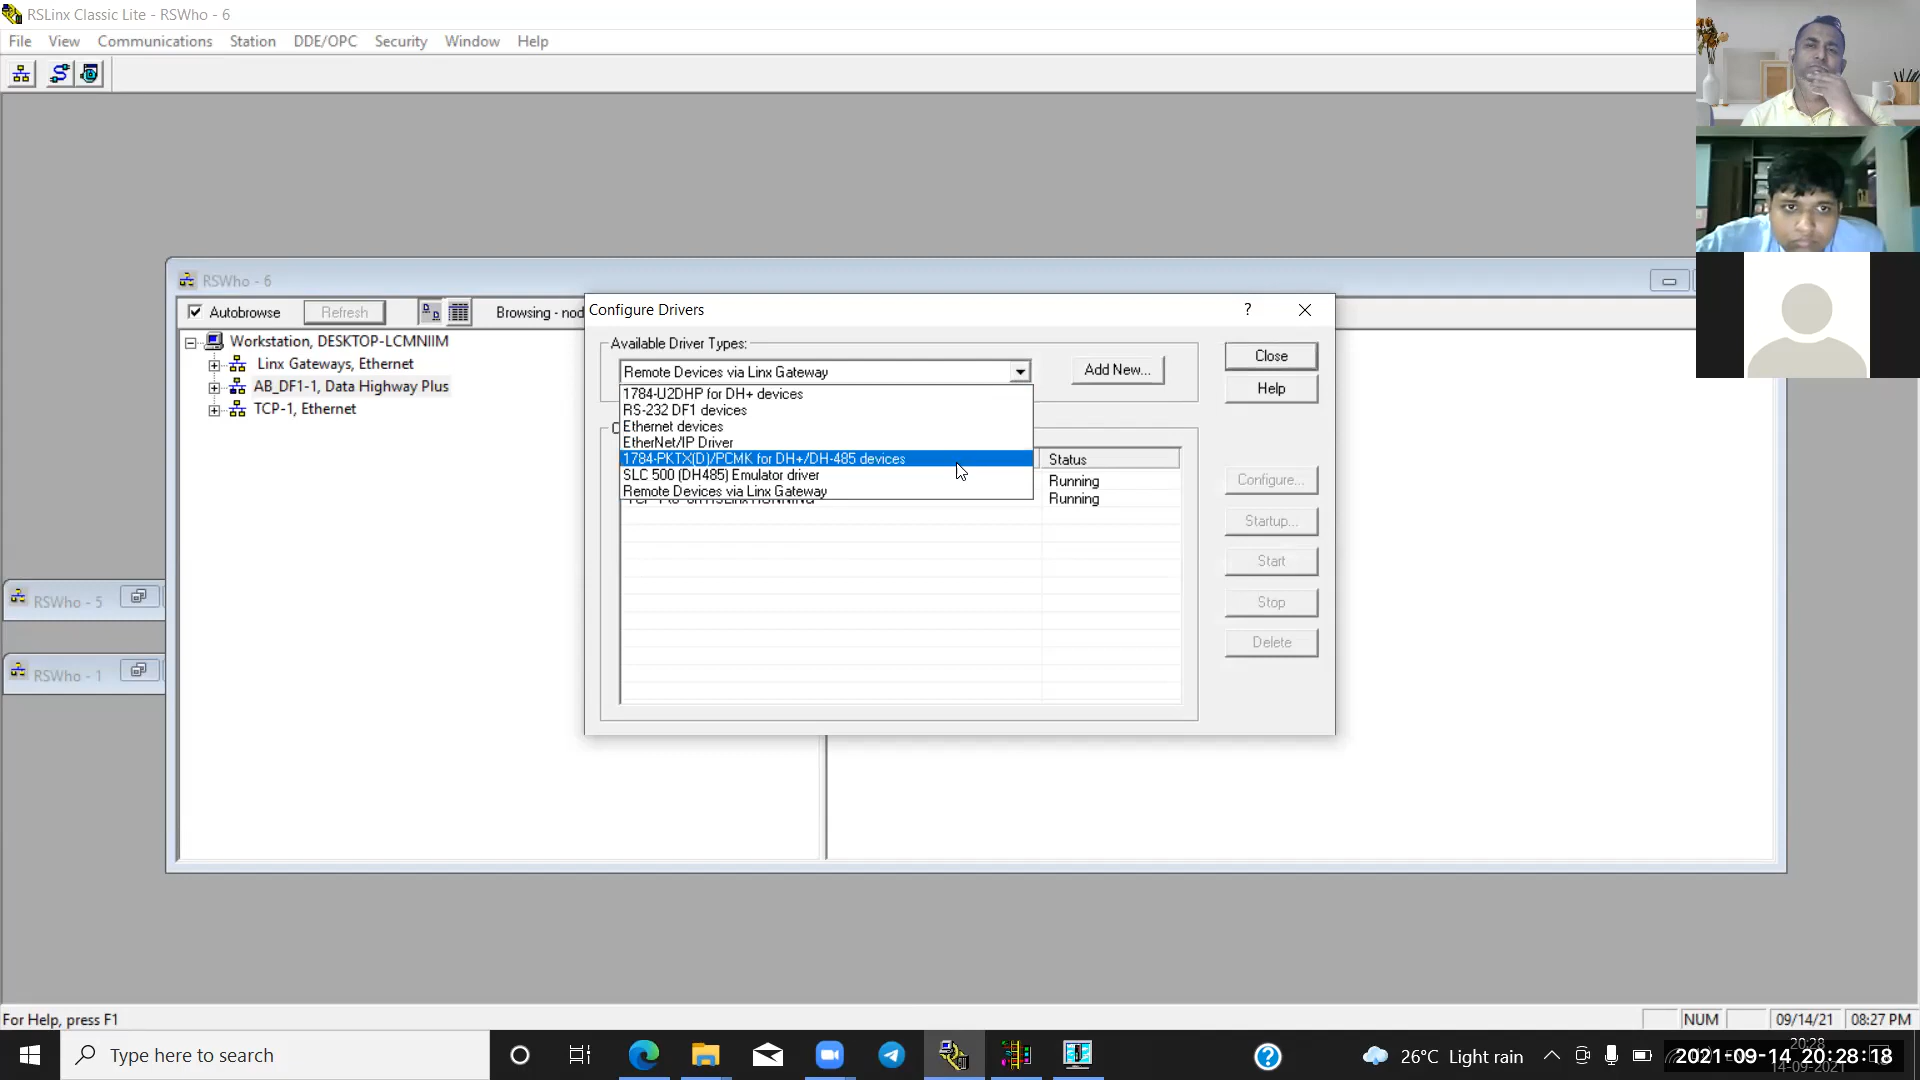 RSLinx Classic Lite - RSWho - 6
File View Communications Station DDE/OPC Security Window Help
RSWho - 6
Autobrowse Refresh Browsing - nod
Workstation, DESKTOP-LCMNIIM
Linx Gateways, Ethernet
AB_DF1-1, Data Highway Plus
TCP-1, Ethernet
RSWho - 5
RSWho - 1
Configure Drivers
?
Available Driver Types:
Remote Devices via Linx Gateway
Add New...
Close
Help
1784-U2DHP for DH+ devices
RS-232 DF1 devices
Ethernet devices
EtherNet/IP Driver
1784-PKTX(D)/PCMK for DH+/DH-485 devices
SLC 500 (DH485) Emulator driver
Remote Devices via Linx Gateway
Status
Running
Running
Configure...
Startup...
Start
Stop
Delete
For Help, press F1
NUM 09/14/21 08:27 PM
Type here to search
26°C Light rain
20:28
14-09-2021
2021-09-14 20:28:18